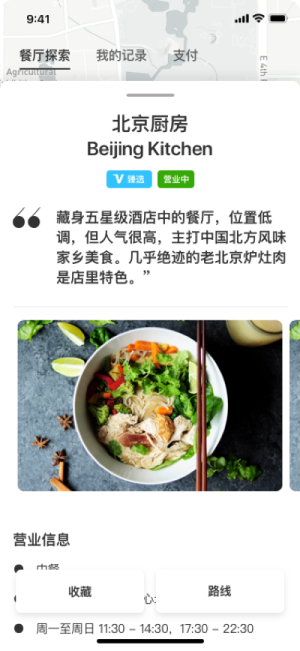 9:41
餐厅探索 我的记录 支付
Agricultural
E 4th
北京厨房
Beijing Kitchen
V 臻选 营业中
藏身五星级酒店中的餐厅，位置低
调，但人气很高，主打中国北方风味
家乡美食。几乎绝迹的老北京炉灶肉
是店里特色。”
营业信息
中餐
收藏 路线
心
周一至周日 11:30 – 14:30，17:30 – 22:30